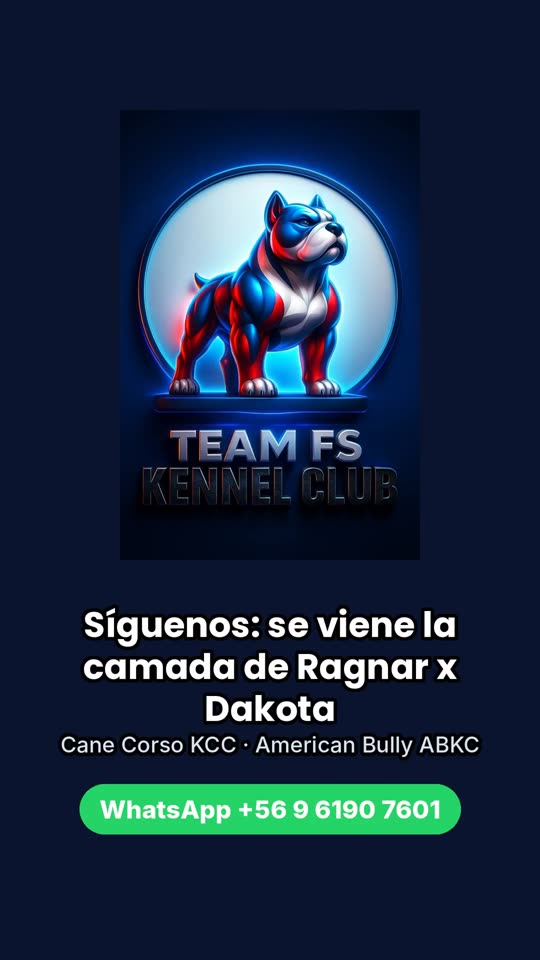 TEAM FS
KENNEL CLUB
Síguenos: se viene la
camada de Ragnar x
Dakota
Cane Corso KCC · American Bully ABKC
WhatsApp +56 9 6190 7601